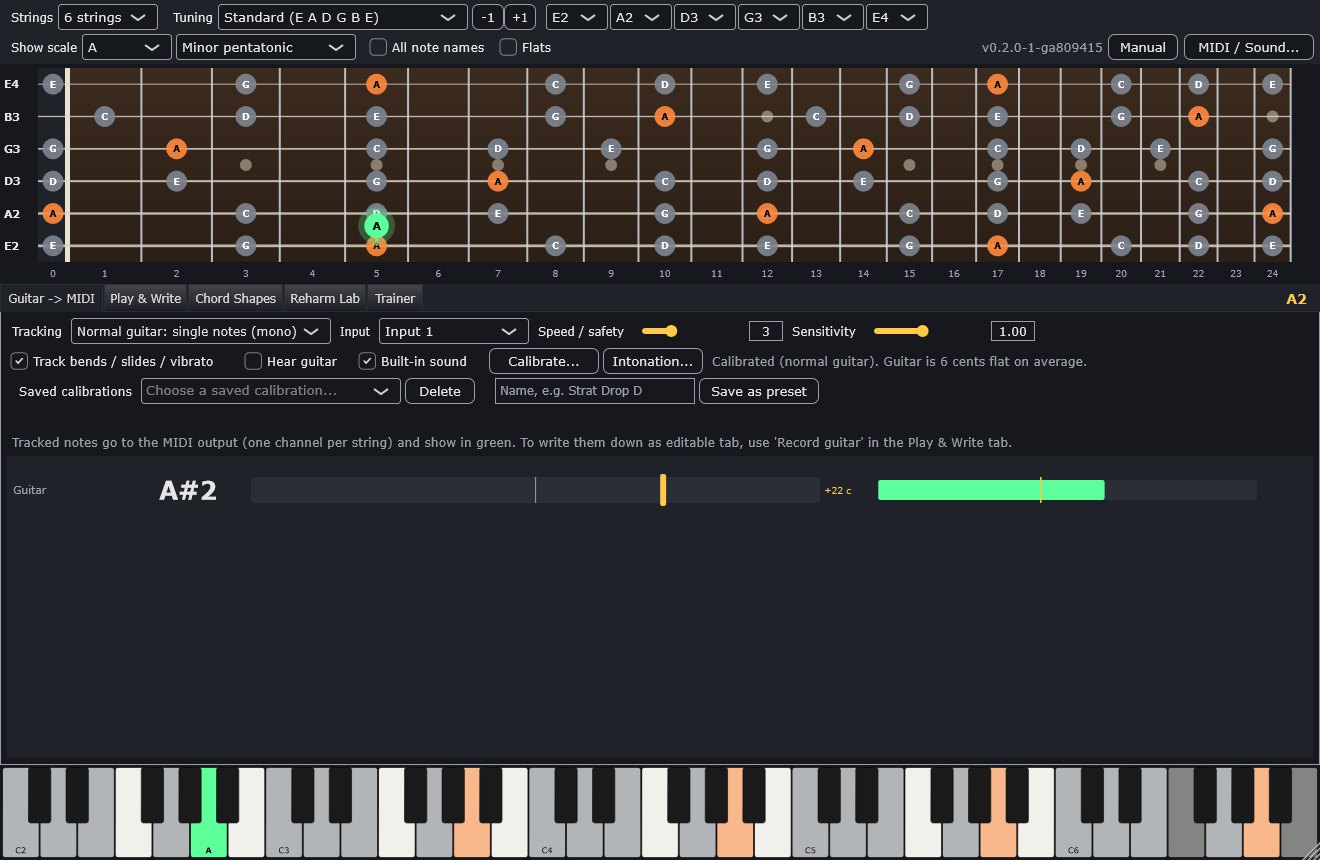 Strings 6 strings Tuning Standard (E A D G B E) -1 +1 E2 A2 D3 G3 B3 E4
Show scale A Minor pentatonic All note names Flats v0.2.0-1-ga809415 Manual MIDI / Sound...
E4 E G A C D E G A C D E
B3 C D E G A C D E G A
G3 G A C D E G A C D E G
D3 D E G A C D E G A C D
A2 A C D E G A C D E G A
A
E2 E G A C D E G A C D E
0 1 2 3 4 5 6 7 8 9 10 11 12 13 14 15 16 17 18 19 20 21 22 23 24
Guitar -> MIDI Play & Write Chord Shapes Reharm Lab Trainer A2
Tracking Normal guitar: single notes (mono) Input Input 1 Speed / safety 3 Sensitivity 1.00
Track bends / slides / vibrato Hear guitar Built-in sound Calibrate... Intonation... Calibrated (normal guitar). Guitar is 6 cents flat on average.
Saved calibrations Choose a saved calibration... Delete Name, e.g. Strat Drop D Save as preset
Tracked notes go to the MIDI output (one channel per string) and show in green. To write them down as editable tab, use 'Record guitar' in the Play & Write tab.
Guitar A#2 +22 c
C2 A C3 C4 C5 C6